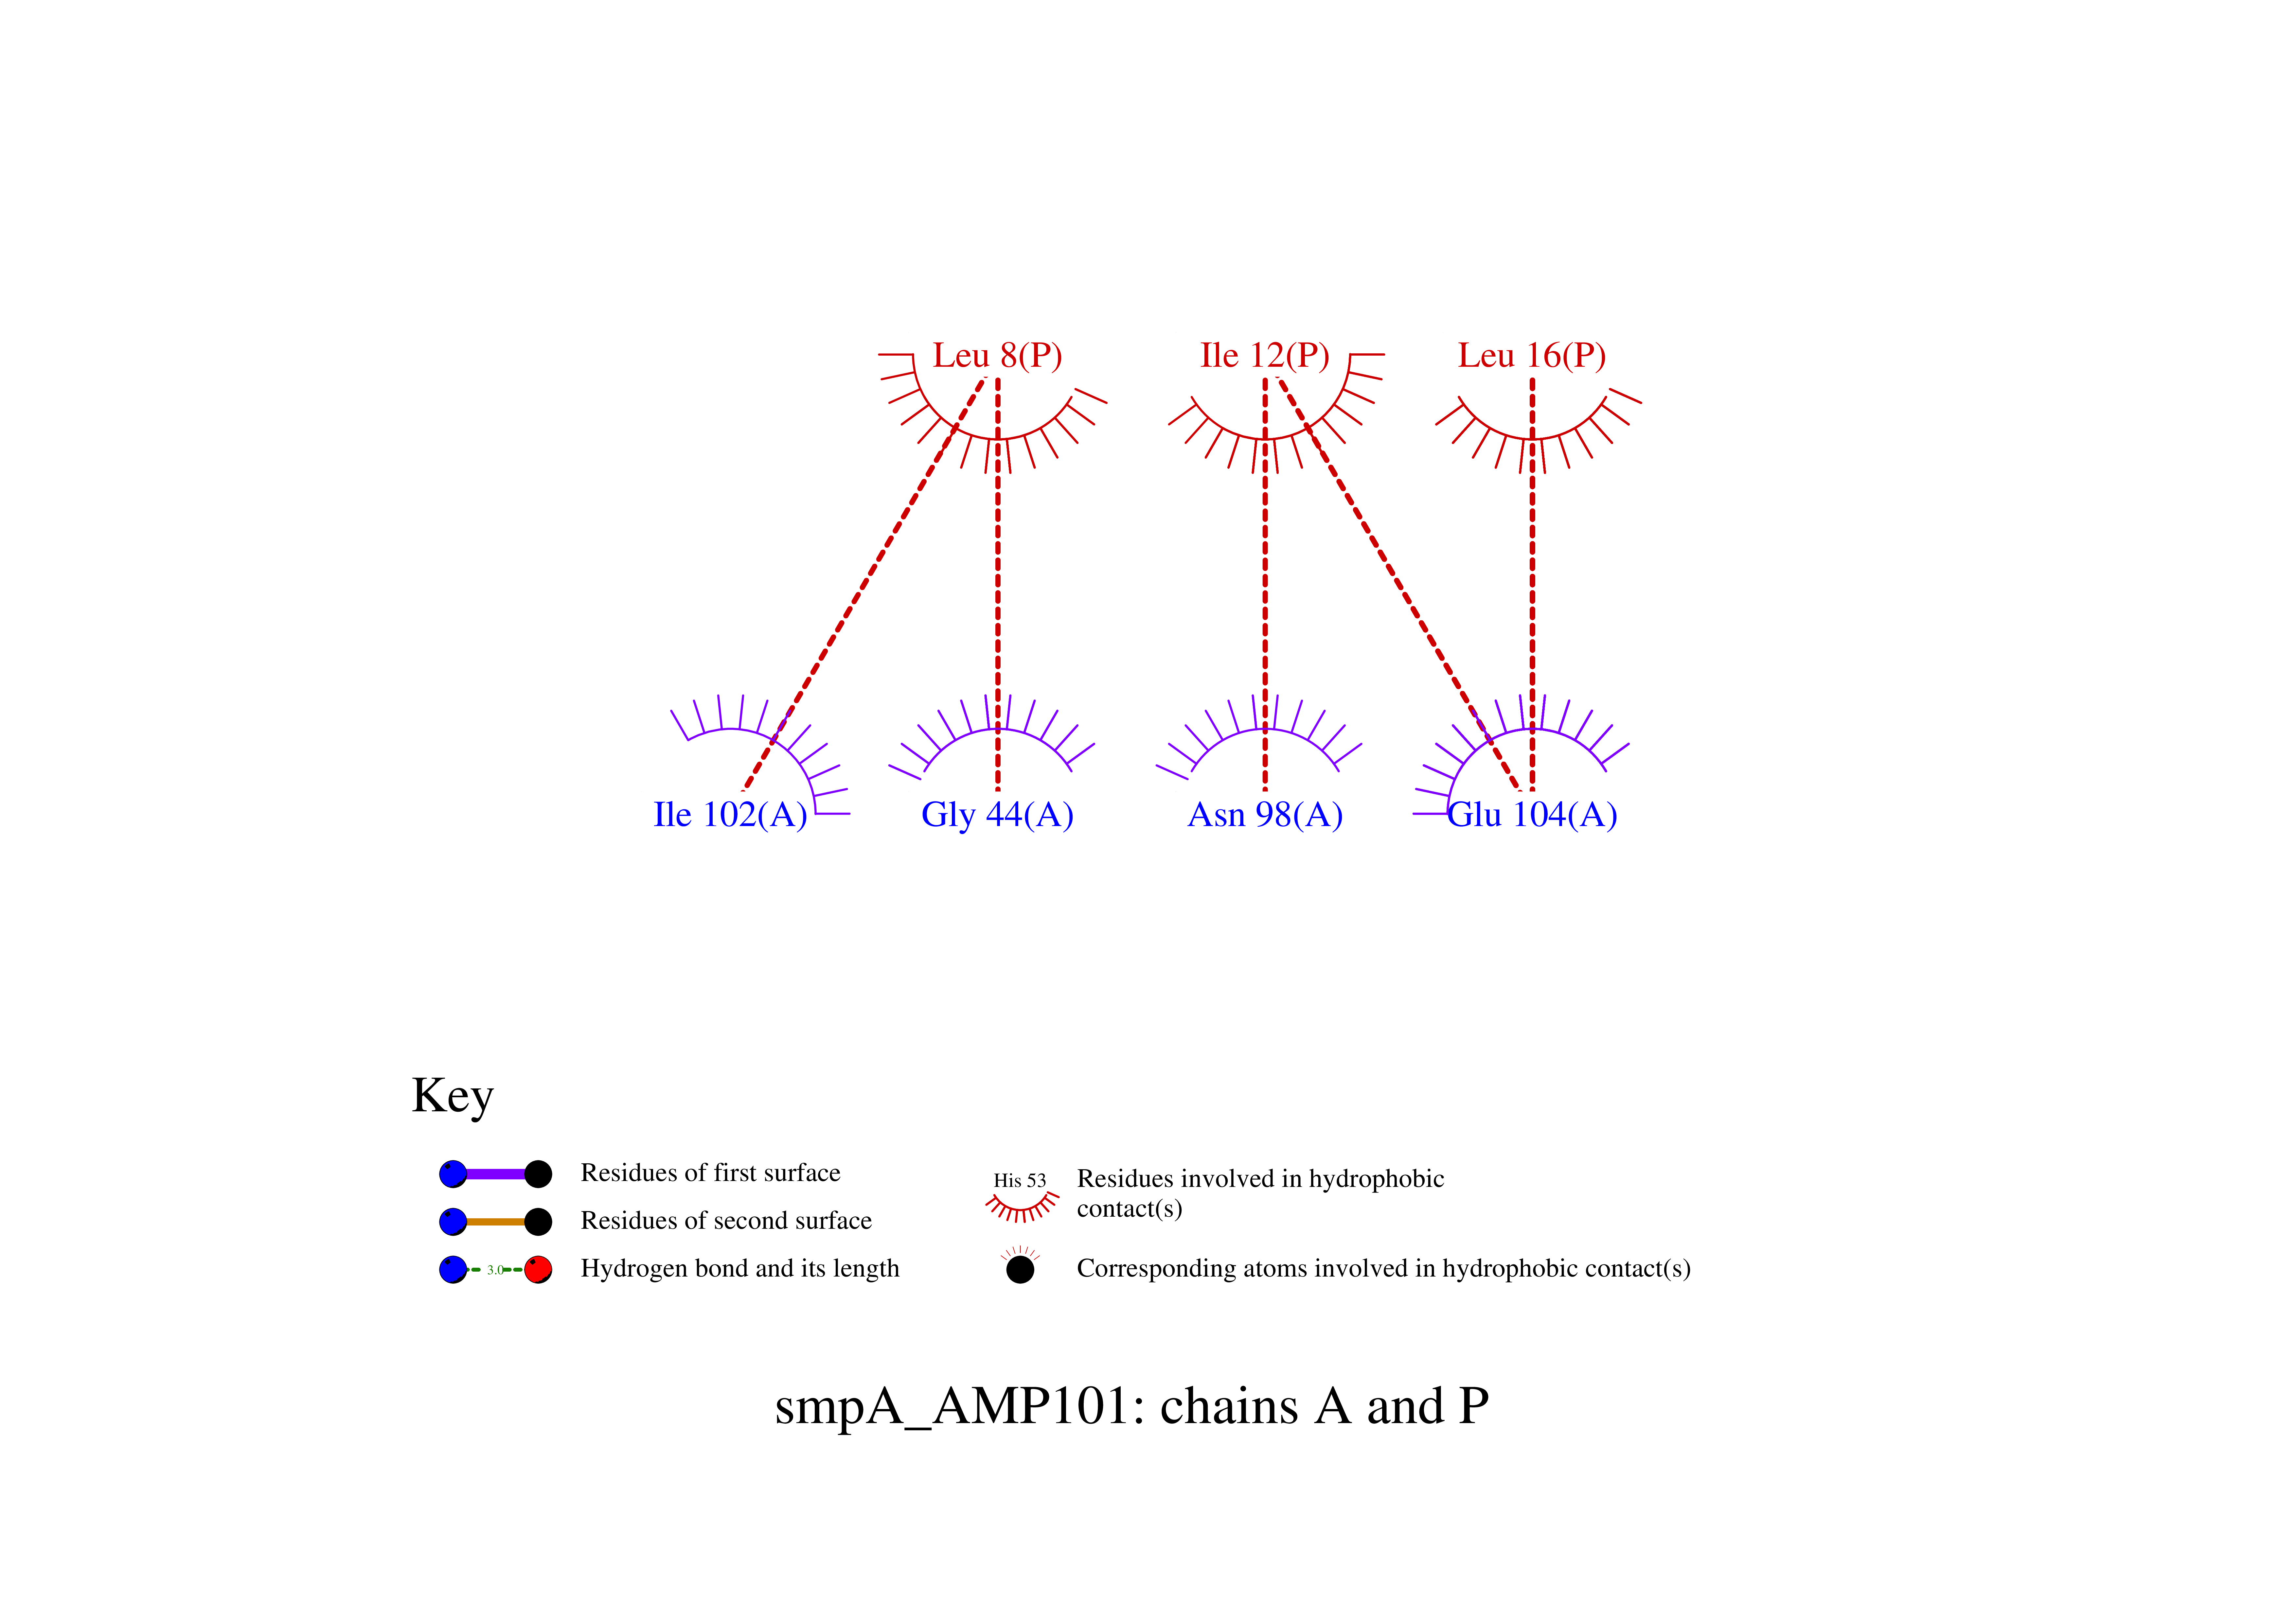 Leu 8(P) Ile 12(P) Leu 16(P)
Ile 102(A) Gly 44(A) Asn 98(A) Glu 104(A)
Key
Residues of first surface
Residues of second surface
3.0 Hydrogen bond and its length
His 53 Residues involved in hydrophobic
contact(s)
Corresponding atoms involved in hydrophobic contact(s)
smpA_AMP101: chains A and P